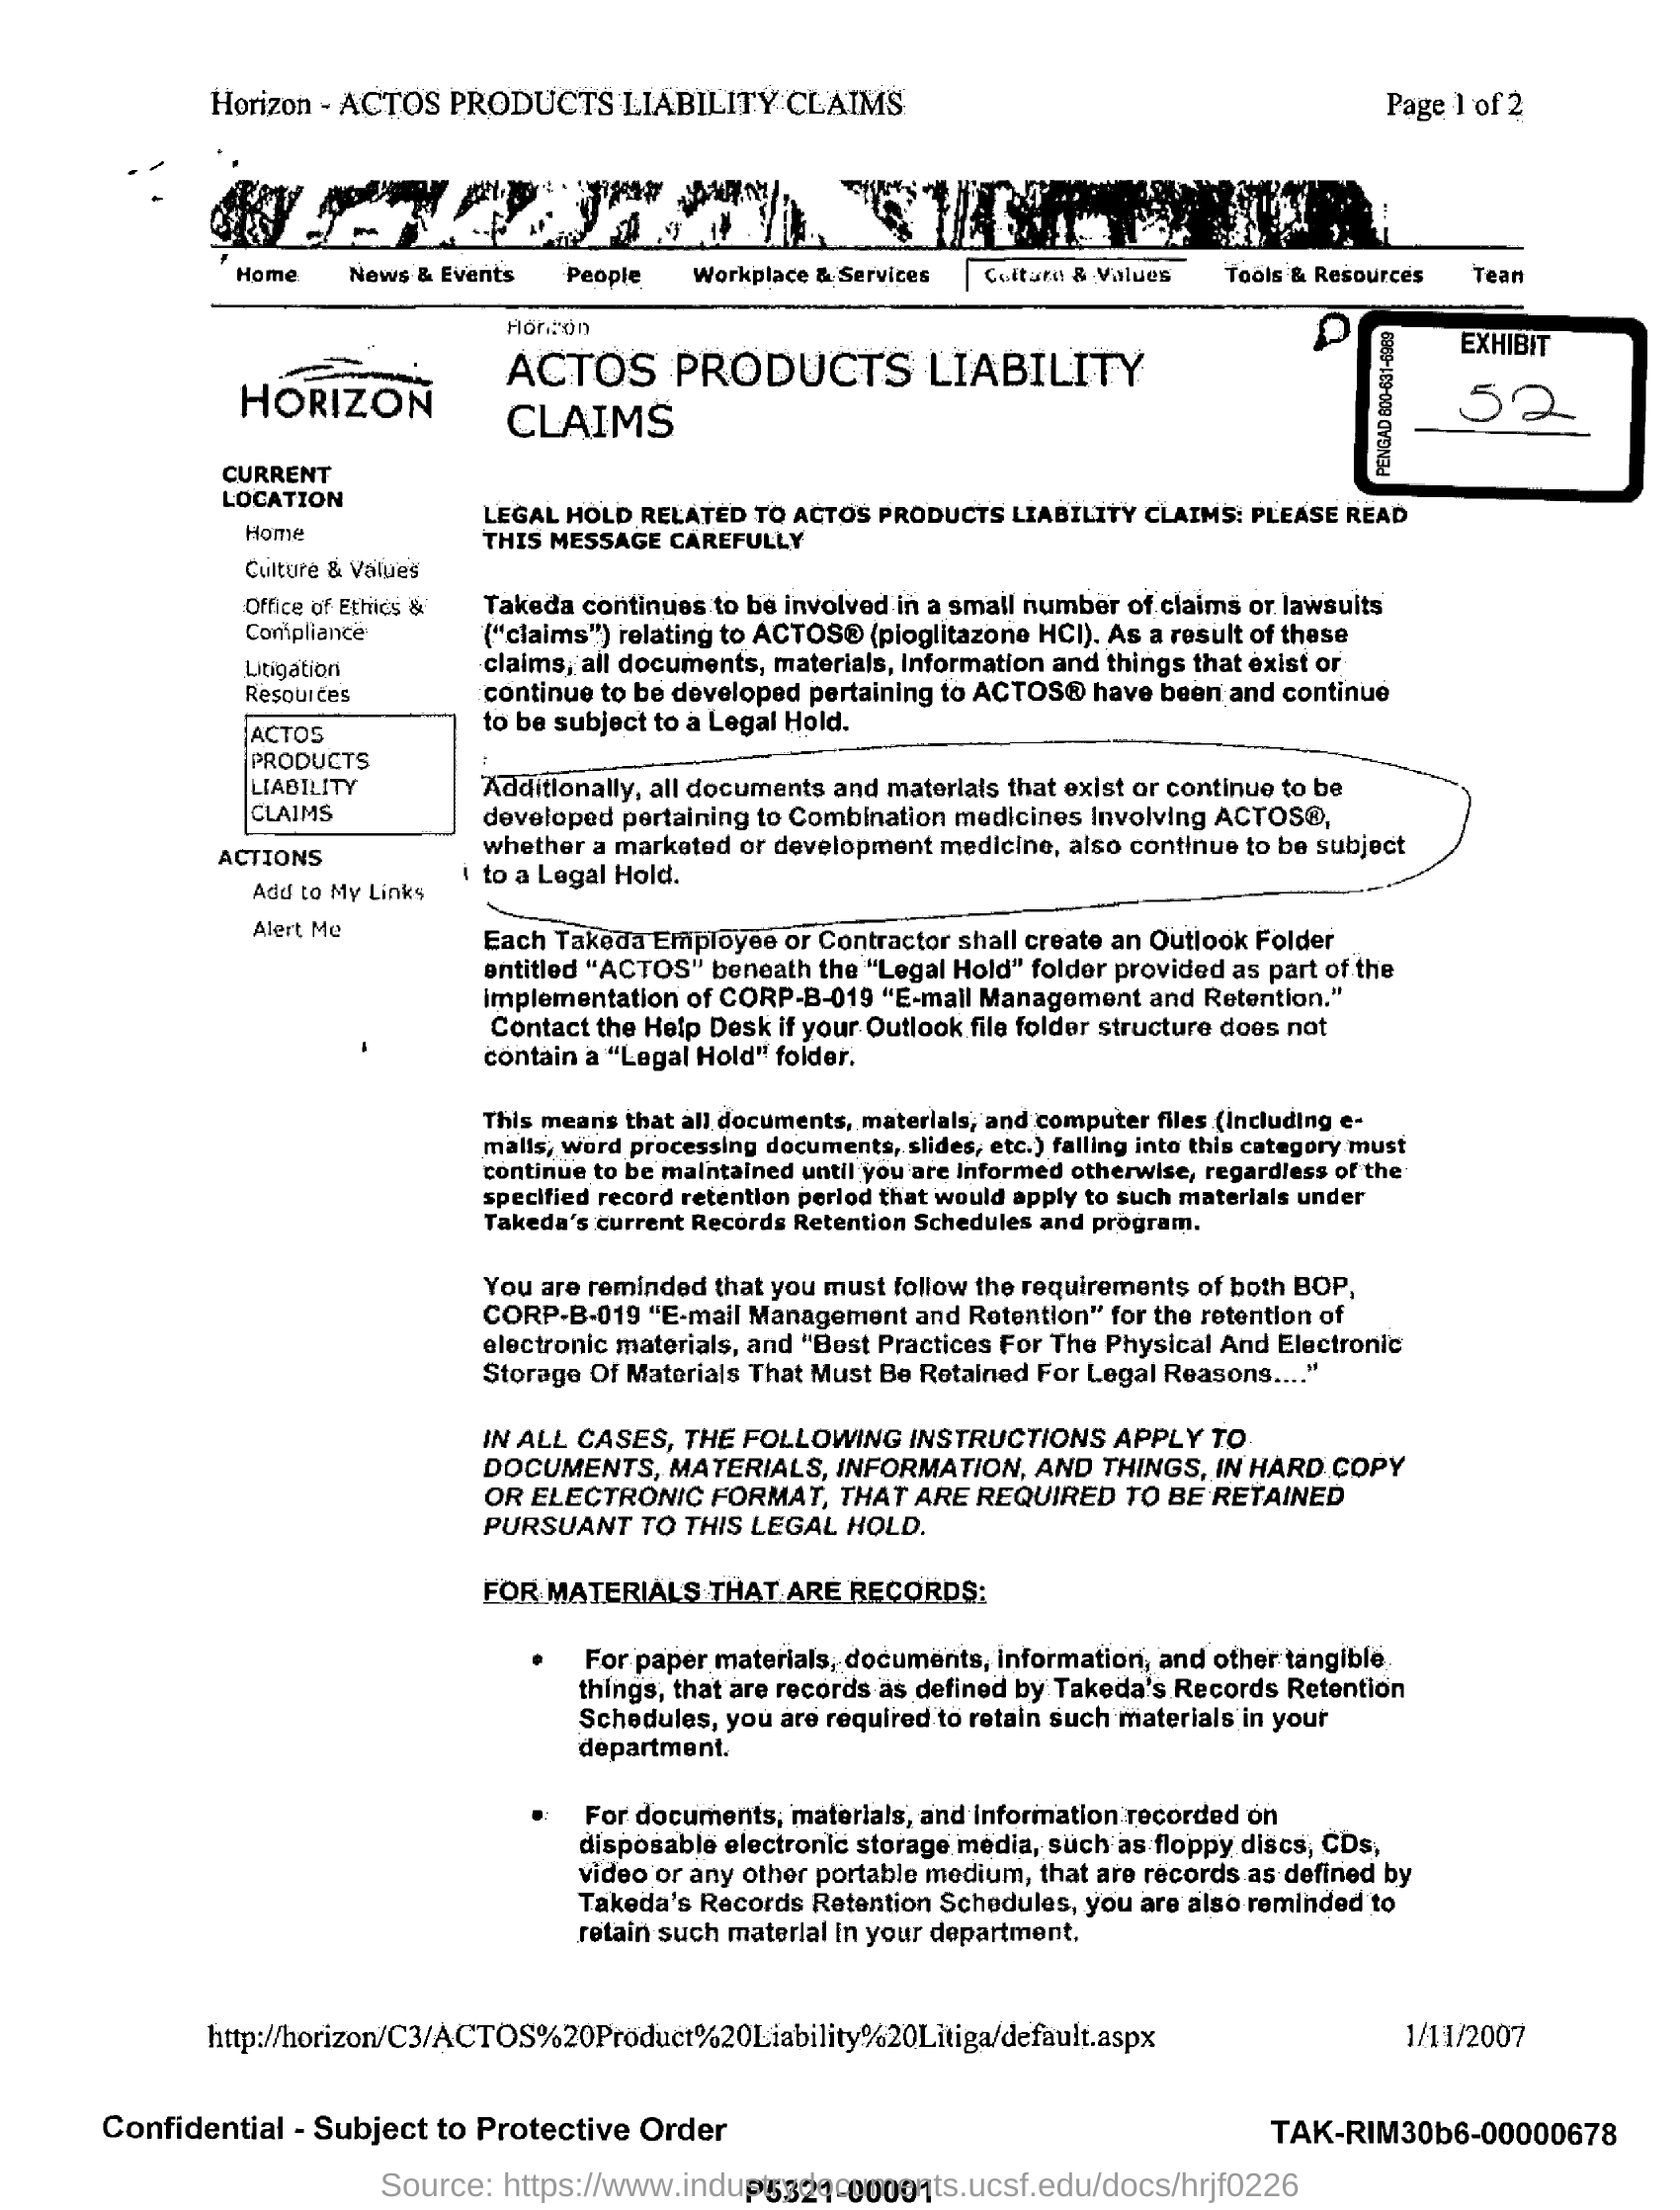 Horizon - ACTOS PRODUCTS LIABILITY CLAIMS
Page 1 of 2
Home News & Events People Workplace & Services Culture & Values Tools & Resources Tean
Horizon
ACTOS PRODUCTS LIABILITY
CLAIMS
EXHIBIT
52
PENGAD 800-631-6989
HORIZON
CURRENT
LOCATION
Home
Culture & Values
Office of Ethics &
Compliance
Litigation
Resources
ACTOS
PRODUCTS
LIABILITY
CLAIMS
ACTIONS
Add to My Links
Alert Me
LEGAL HOLD RELATED TO ACTOS PRODUCTS LIABILITY CLAIMS: PLEASE READ
THIS MESSAGE CAREFULLY
Takeda continues to be involved in a small number of claims or lawsuits
("claims") relating to ACTOS® (pioglitazone HCl). As a result of these
claims, all documents, materials, information and things that exist or
continue to be developed pertaining to ACTOS® have been and continue
to be subject to a Legal Hold.
Additionally, all documents and materials that exist or continue to be
developed pertaining to Combination medicines involving ACTOS®,
whether a marketed or development medicine, also continue to be subject
to a Legal Hold.
Each Takeda Employee or Contractor shall create an Outlook Folder
entitled "ACTOS" beneath the "Legal Hold" folder provided as part of the
implementation of CORP-B-019 "E-mail Management and Retention."
Contact the Help Desk if your Outlook file folder structure does not
contain a "Legal Hold" folder.
This means that all documents, materials, and computer files (including e-
mails, word processing documents, slides, etc.) falling into this category must
continue to be maintained until you are informed otherwise, regardless of the
specified record retention period that would apply to such materials under
Takeda's current Records Retention Schedules and program.
You are reminded that you must follow the requirements of both BOP,
CORP-B-019 "E-mail Management and Retention" for the retention of
electronic materials, and "Best Practices For The Physical And Electronic
Storage Of Materials That Must Be Retained For Legal Reasons...."
IN ALL CASES, THE FOLLOWING INSTRUCTIONS APPLY TO
DOCUMENTS, MATERIALS, INFORMATION, AND THINGS, IN HARD COPY
OR ELECTRONIC FORMAT, THAT ARE REQUIRED TO BE RETAINED
PURSUANT TO THIS LEGAL HOLD.
FOR MATERIALS THAT ARE RECORDS:
• For paper materials, documents, information, and other tangible
things, that are records as defined by Takeda's Records Retention
Schedules, you are required to retain such materials in your
department.
• For documents, materials, and information recorded on
disposable electronic storage media, such as floppy discs, CDs,
video or any other portable medium, that are records as defined by
Takeda's Records Retention Schedules, you are also reminded to
retain such material in your department.
http://horizon/C3/ACTOS%20Product%20Liability%20Litiga/default.aspx
1/11/2007
Confidential - Subject to Protective Order
TAK-RIM30b6-00000678
Source: https://www.industrydocuments.ucsf.edu/docs/hrjf0226
P5321-00001